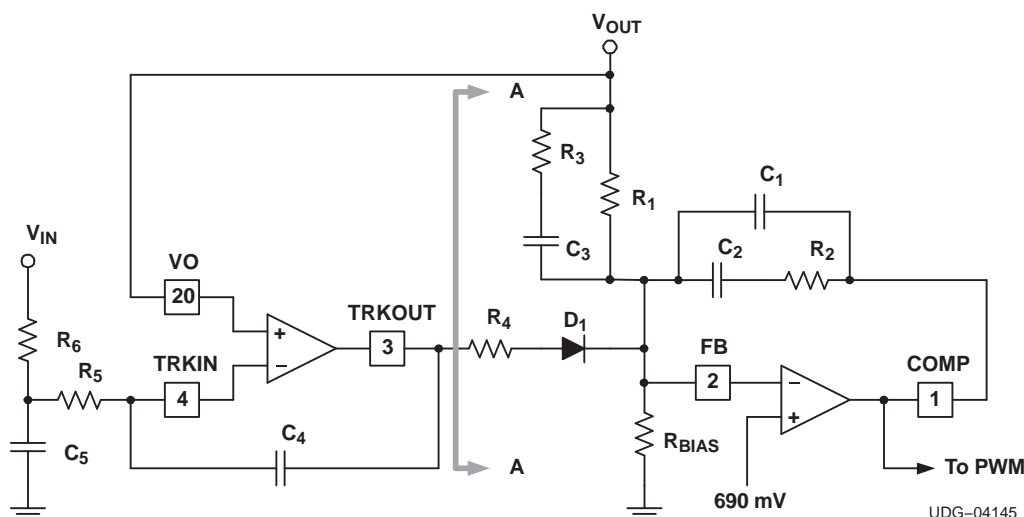 VOUT
A
R3
R1
C1
VIN
C3
C2
R2
VO
20
+
TRKOUT
3
R4
D1
R6
R5
TRKIN
4
−
FB
2
−
COMP
1
C4
+
C5
RBIAS
A
To PWM
690 mV
UDG−04145